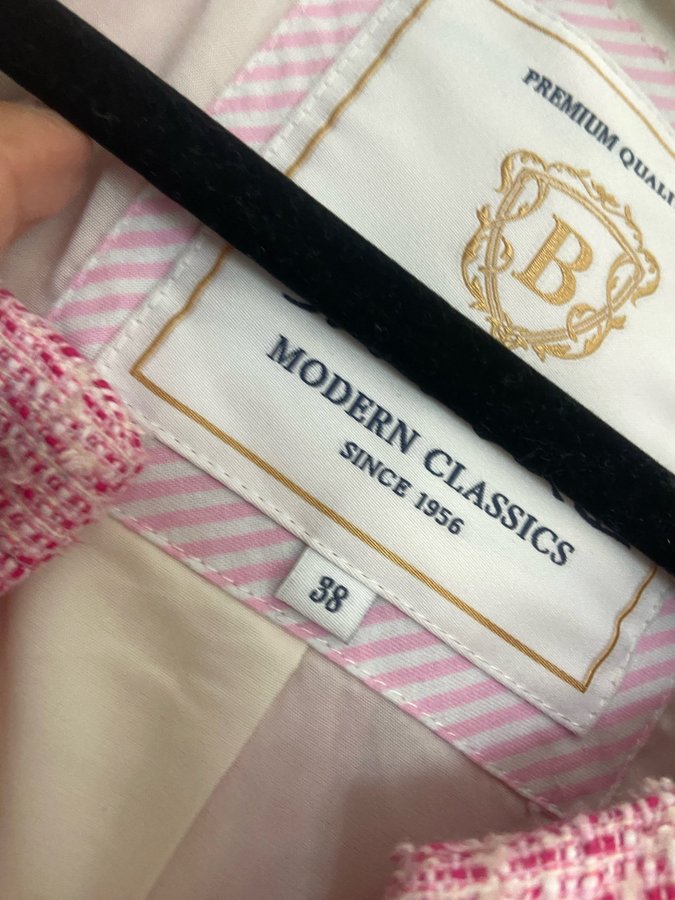 PREMIUM QUALI
B
MODERN CLASSICS
SINCE 1956
38